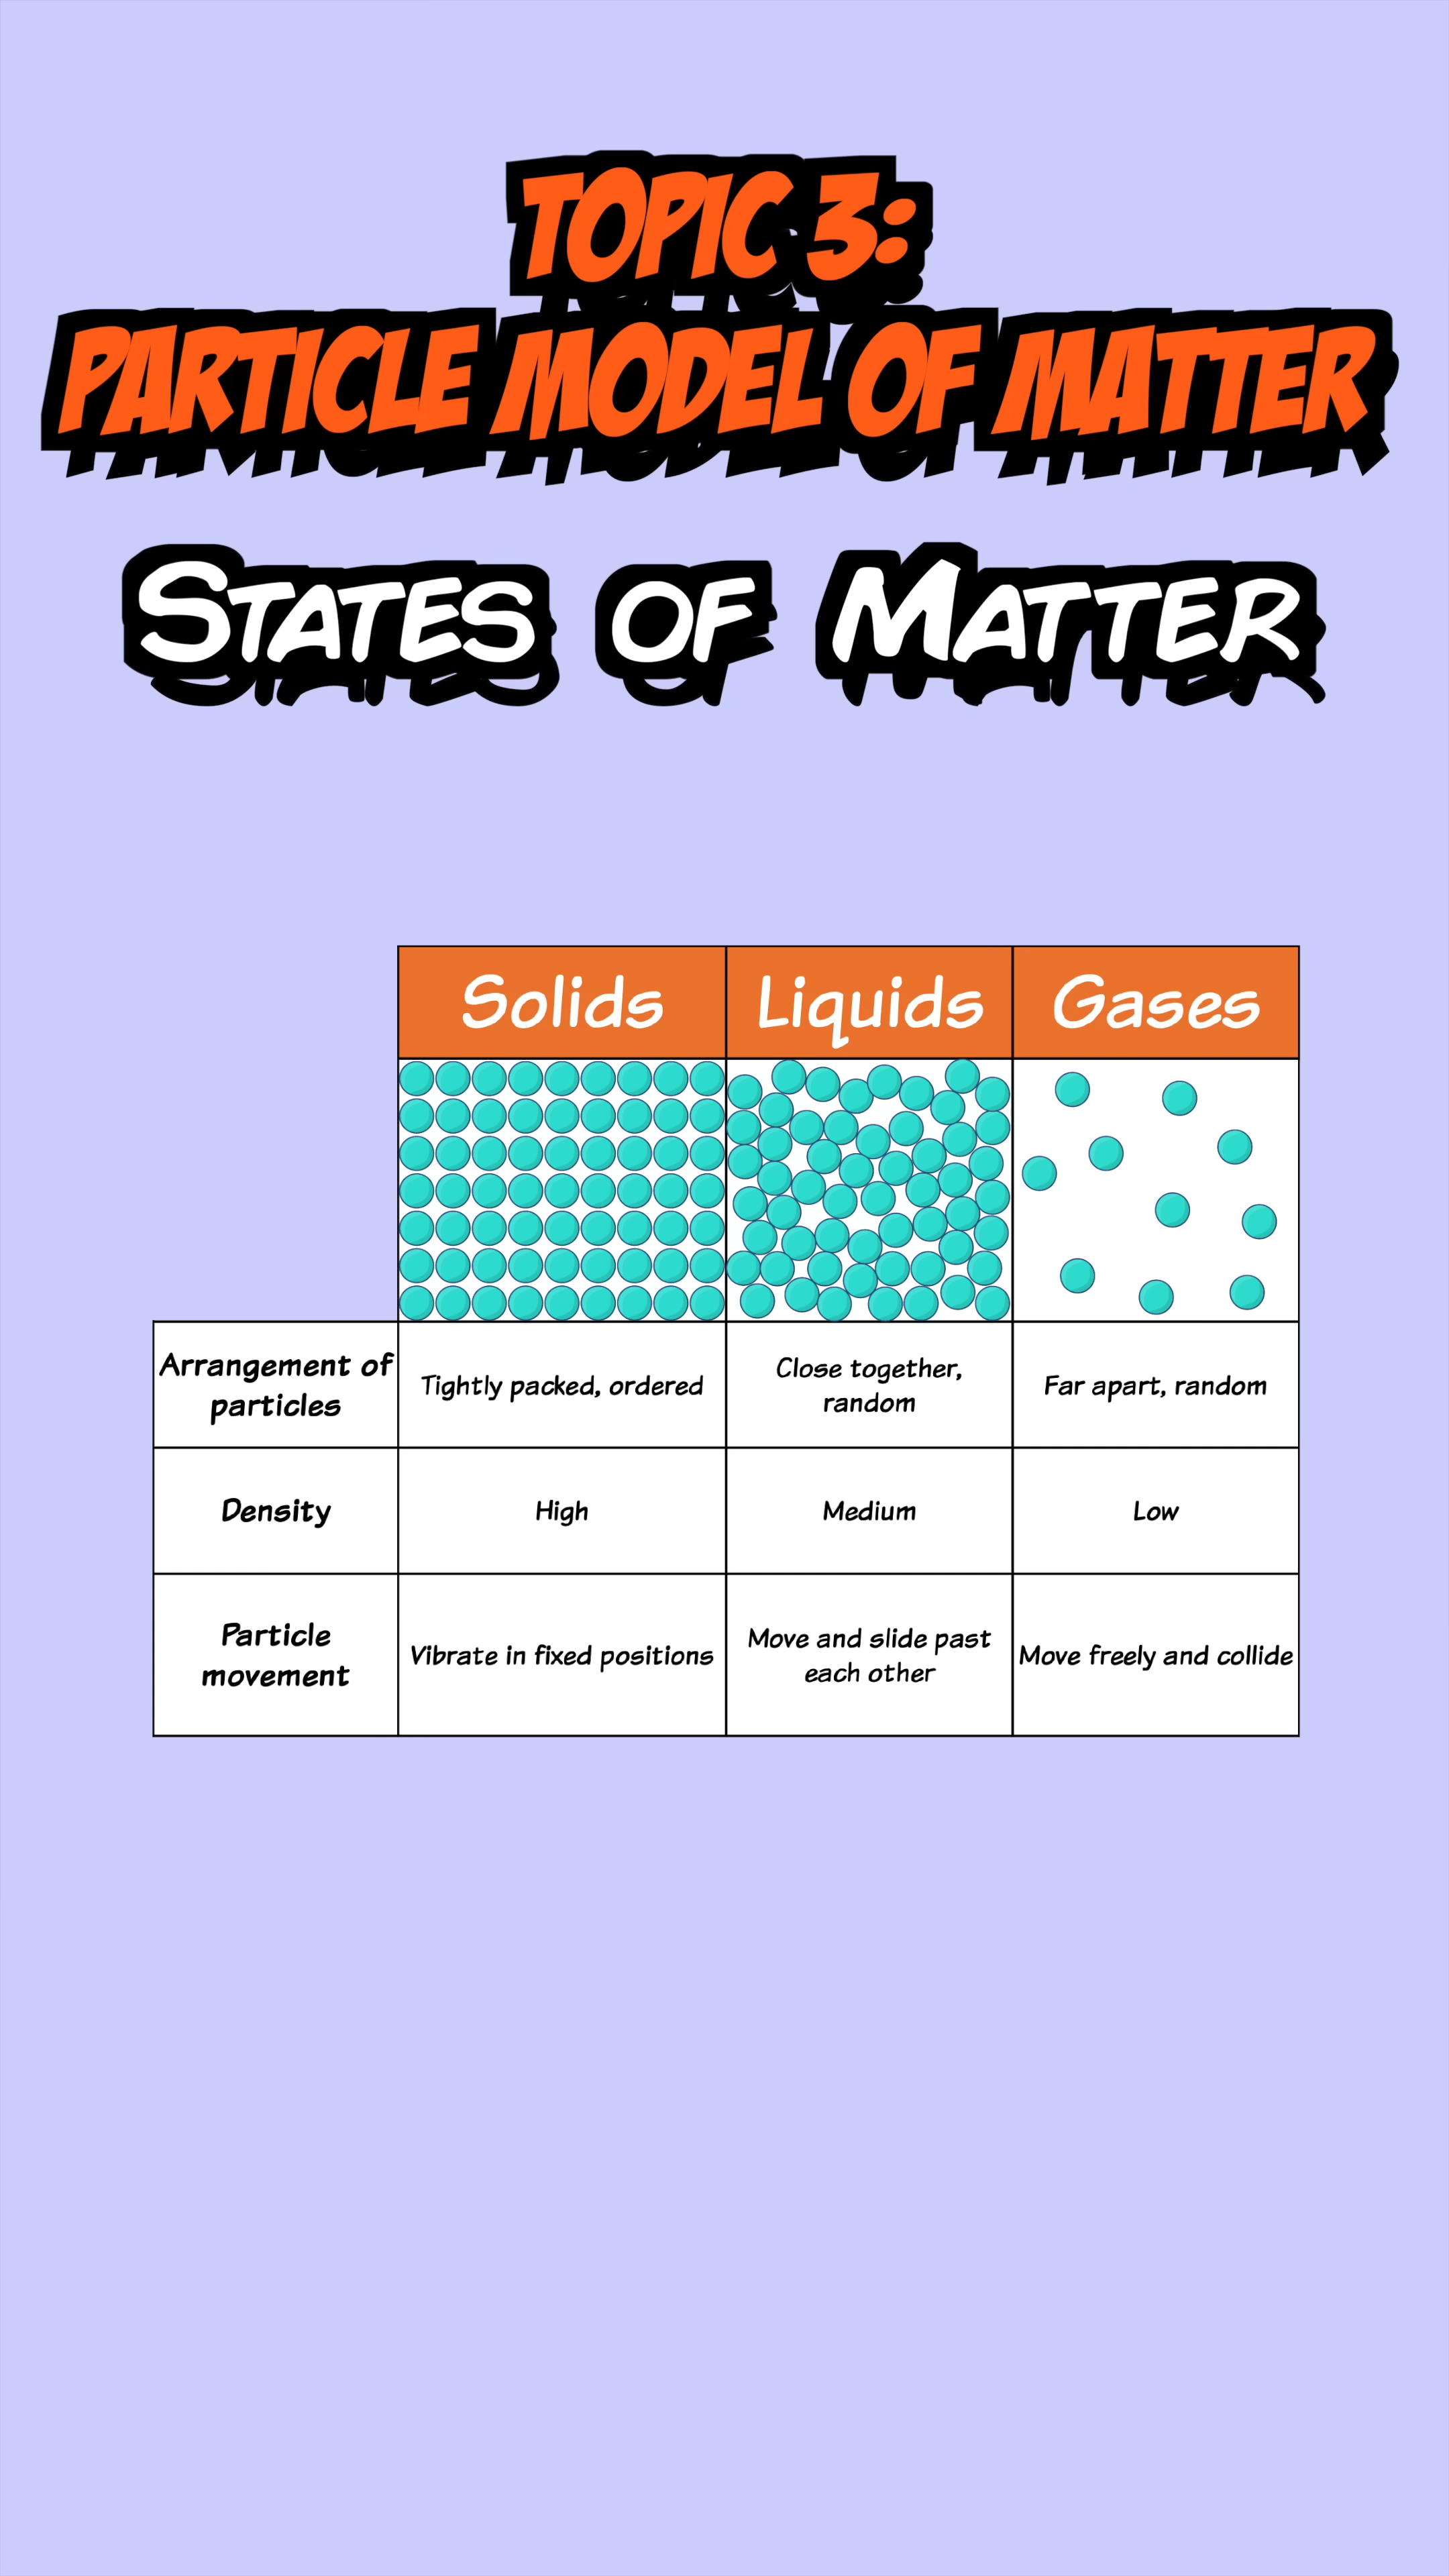 TOPIC 3:
PARTICLE MODEL OF MATTER
States of Matter
Solids Liquids Gases
Arrangement of
particles
Tightly packed, ordered
Close together,
random
Far apart, random
Density
High
Medium
Low
Particle
movement
Vibrate in fixed positions
Move and slide past
each other
Move freely and collide